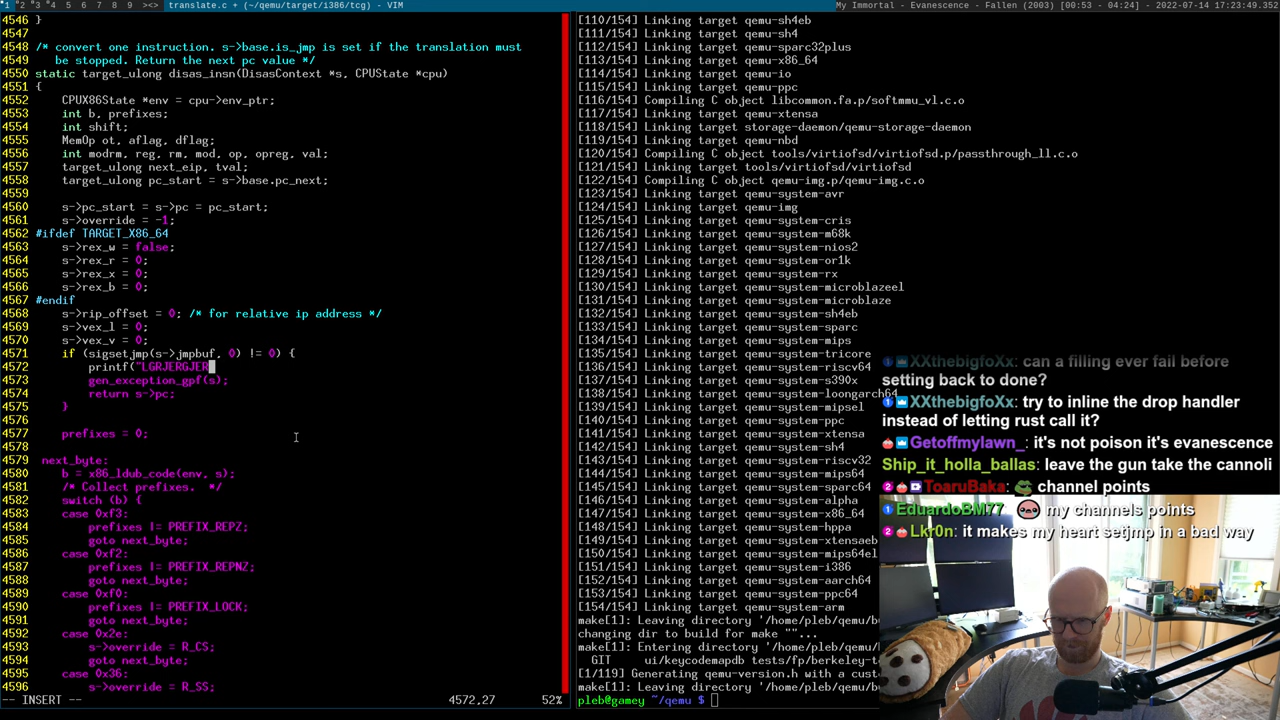 1 2 3 4 5 6 7 8 9 ><> translate.c + (~/qemu/target/i386/tcg) - VIM
My Immortal - Evanescence - Fallen (2003) [00:53 - 04:24] - 2022-07-14 17:23:49.352
4546 }
4547
4548 /* convert one instruction. s->base.is_jmp is set if the translation must
4549    be stopped. Return the next pc value */
4550 static target_ulong disas_insn(DisasContext *s, CPUState *cpu)
4551 {
4552     CPUX86State *env = cpu->env_ptr;
4553     int b, prefixes;
4554     int shift;
4555     MemOp ot, aflag, dflag;
4556     int modrm, reg, rm, mod, op, opreg, val;
4557     target_ulong next_eip, tval;
4558     target_ulong pc_start = s->base.pc_next;
4559
4560     s->pc_start = s->pc = pc_start;
4561     s->override = -1;
4562 #ifdef TARGET_X86_64
4563     s->rex_w = false;
4564     s->rex_r = 0;
4565     s->rex_x = 0;
4566     s->rex_b = 0;
4567 #endif
4568     s->rip_offset = 0; /* for relative ip address */
4569     s->vex_l = 0;
4570     s->vex_v = 0;
4571     if (sigsetjmp(s->jmpbuf, 0) != 0) {
4572         printf("LGRJERGJER
4573         gen_exception_gpf(s);
4574         return s->pc;
4575     }
4576
4577     prefixes = 0;
4578
4579  next_byte:
4580     b = x86_ldub_code(env, s);
4581     /* Collect prefixes.  */
4582     switch (b) {
4583     case 0xf3:
4584         prefixes |= PREFIX_REPZ;
4585         goto next_byte;
4586     case 0xf2:
4587         prefixes |= PREFIX_REPNZ;
4588         goto next_byte;
4589     case 0xf0:
4590         prefixes |= PREFIX_LOCK;
4591         goto next_byte;
4592     case 0x2e:
4593         s->override = R_CS;
4594         goto next_byte;
4595     case 0x36:
4596         s->override = R_SS;
-- INSERT --
4572,27
52%
[110/154] Linking target qemu-sh4eb
[111/154] Linking target qemu-sh4
[112/154] Linking target qemu-sparc32plus
[113/154] Linking target qemu-x86_64
[114/154] Linking target qemu-io
[115/154] Linking target qemu-ppc
[116/154] Compiling C object libcommon.fa.p/softmmu_vl.c.o
[117/154] Linking target qemu-xtensa
[118/154] Linking target storage-daemon/qemu-storage-daemon
[119/154] Linking target qemu-nbd
[120/154] Compiling C object tools/virtiofsd/virtiofsd.p/passthrough_ll.c.o
[121/154] Linking target tools/virtiofsd/virtiofsd
[122/154] Compiling C object qemu-img.p/qemu-img.c.o
[123/154] Linking target qemu-system-avr
[124/154] Linking target qemu-img
[125/154] Linking target qemu-system-cris
[126/154] Linking target qemu-system-m68k
[127/154] Linking target qemu-system-nios2
[128/154] Linking target qemu-system-or1k
[129/154] Linking target qemu-system-rx
[130/154] Linking target qemu-system-microblazeel
[131/154] Linking target qemu-system-microblaze
[132/154] Linking target qemu-system-sh4eb
[133/154] Linking target qemu-system-sparc
[134/154] Linking target qemu-system-mips
[135/154] Linking target qemu-system-tricore
[136/154] Linking target qemu-system-riscv64
[137/154] Linking target qemu-system-s390x
[138/154] Linking target qemu-system-loongarch64
[139/154] Linking target qemu-system-mipsel
[140/154] Linking target qemu-system-ppc
[141/154] Linking target qemu-system-xtensa
[142/154] Linking target qemu-system-sh4
[143/154] Linking target qemu-system-riscv32
[144/154] Linking target qemu-system-mips64
[145/154] Linking target qemu-system-sparc64
[146/154] Linking target qemu-system-alpha
[147/154] Linking target qemu-system-x86_64
[148/154] Linking target qemu-system-hppa
[149/154] Linking target qemu-system-xtensaeb
[150/154] Linking target qemu-system-mips64el
[151/154] Linking target qemu-system-i386
[152/154] Linking target qemu-system-aarch64
[153/154] Linking target qemu-system-ppc64
[154/154] Linking target qemu-system-arm
make[1]: Leaving directory '/home/pleb/qemu/bu
changing dir to build for make ""...
make[1]: Entering directory '/home/pleb/qemu/b
  GIT     ui/keycodemapdb tests/fp/berkeley-t
[1/119] Generating qemu-version.h with a cust
make[1]: Leaving directory '/home/pleb/qemu/bu
pleb@gamey ~/qemu $
XXthebigfoXx: can a filling ever fail before
setting back to done?
XXthebigfoXx: try to inline the drop handler
instead of letting rust call it?
Getoffmylawn_: it's not poison it's evanescence
Ship_it_holla_ballas: leave the gun take the cannoli
ToaruBaka: channel points
EduardoBM77 my channels points
Lkr0n: it makes my heart setjmp in a bad way